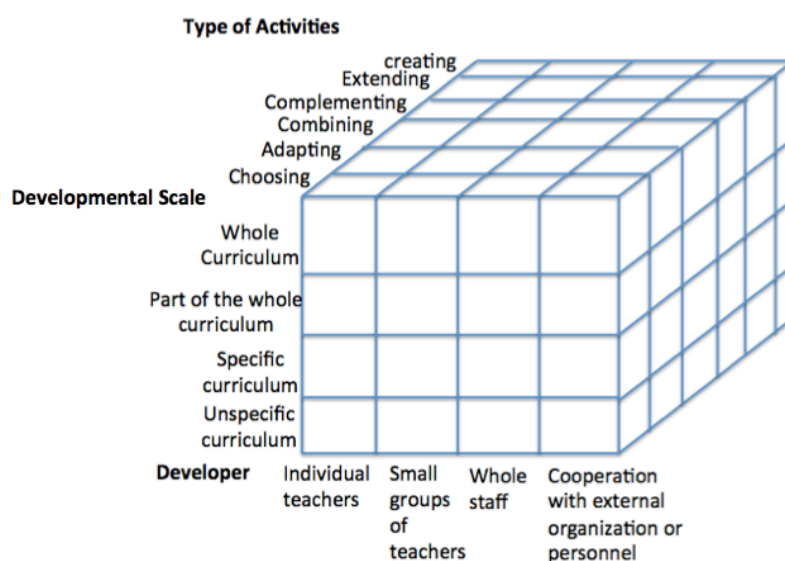 Type of Activities
creating
Extending
Complementing
Combining
Adapting
Choosing
Developmental Scale
Whole
Curriculum
Part of the whole
curriculum
Specific
curriculum
Unspecific
curriculum
Developer
Individual
teachers
Small
groups
of
teachers
Whole
staff
Cooperation
with external
organization or
personnel